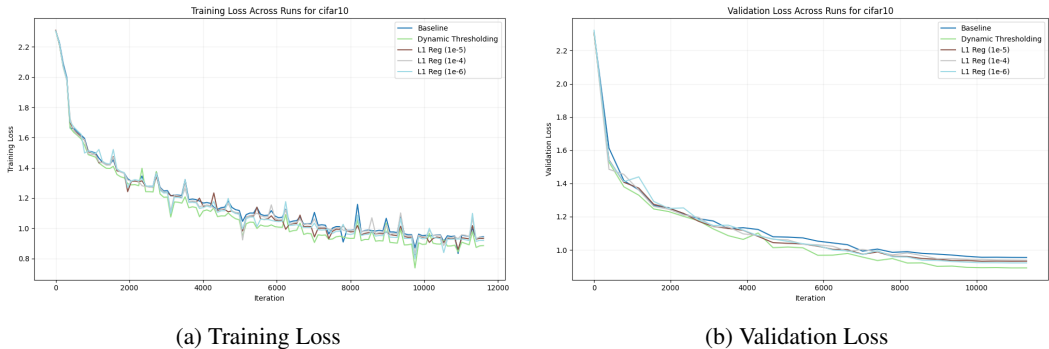 Training Loss Across Runs for cifar10
Training Loss
2.2
2.0
1.8
1.6
1.4
1.2
1.0
0.8
Baseline
Dynamic Thresholding
L1 Reg (1e-5)
L1 Reg (1e-4)
L1 Reg (1e-6)
0
2000
4000
6000
8000
10000
12000
Iteration
(a) Training Loss
Validation Loss Across Runs for cifar10
Validation Loss
2.2
2.0
1.8
1.6
1.4
1.2
1.0
Baseline
Dynamic Thresholding
L1 Reg (1e-5)
L1 Reg (1e-4)
L1 Reg (1e-6)
0
2000
4000
6000
8000
10000
Iteration
(b) Validation Loss